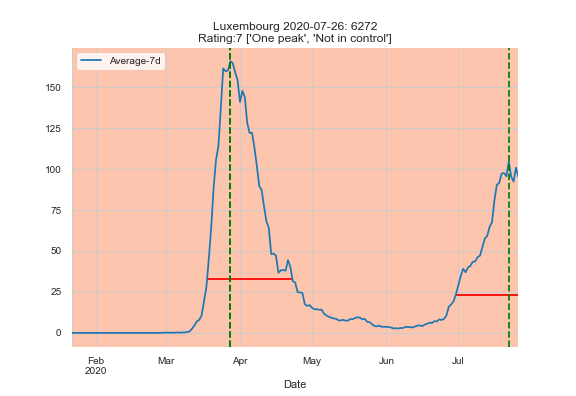 Luxembourg 2020-07-26: 6272
Rating:7 ['One peak', 'Not in control']
Average-7d
150
125
100
75
50
25
0
Feb Mar Apr May Jun Jul
2020
Date